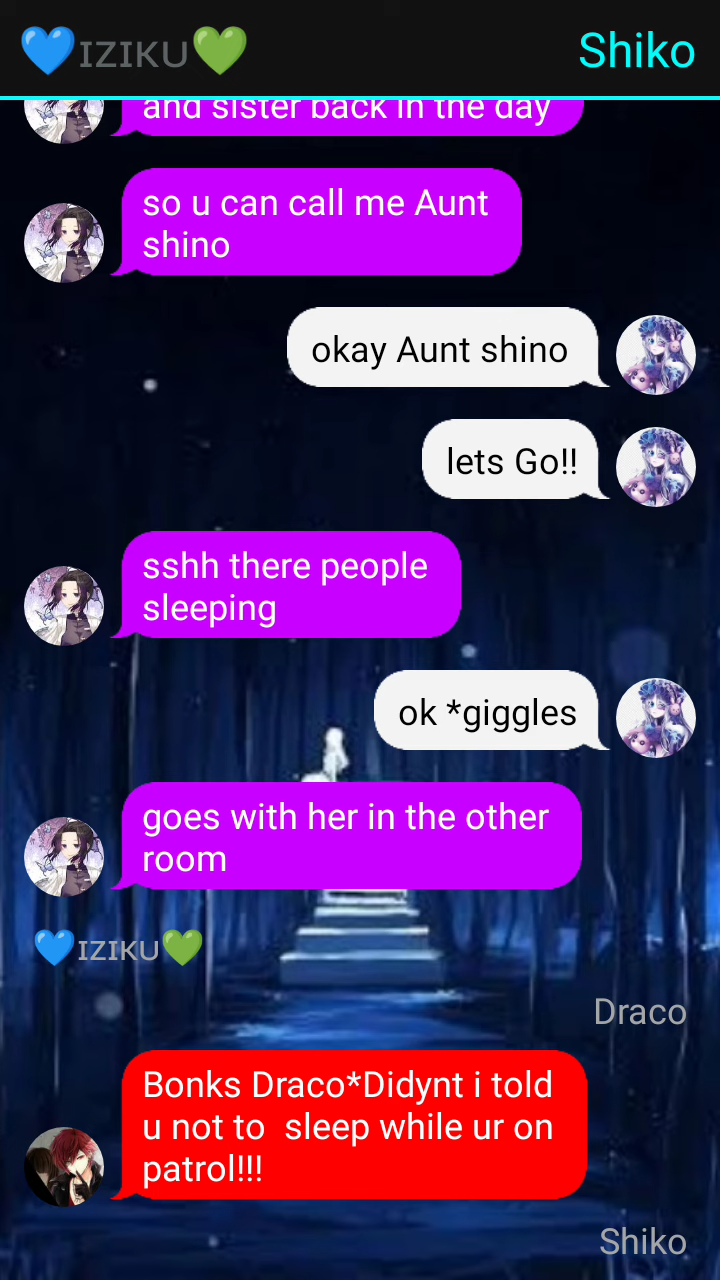 💙ɪᴢɪᴋᴜ💚
Shiko
and sister back in the day
so u can call me Aunt
shino
okay Aunt shino
lets Go!!
sshh there people
sleeping
ok *giggles
goes with her in the other
room
💙ɪᴢɪᴋᴜ💚
Draco
Bonks Draco*Didynt i told
u not to  sleep while ur on
patrol!!!
Shiko